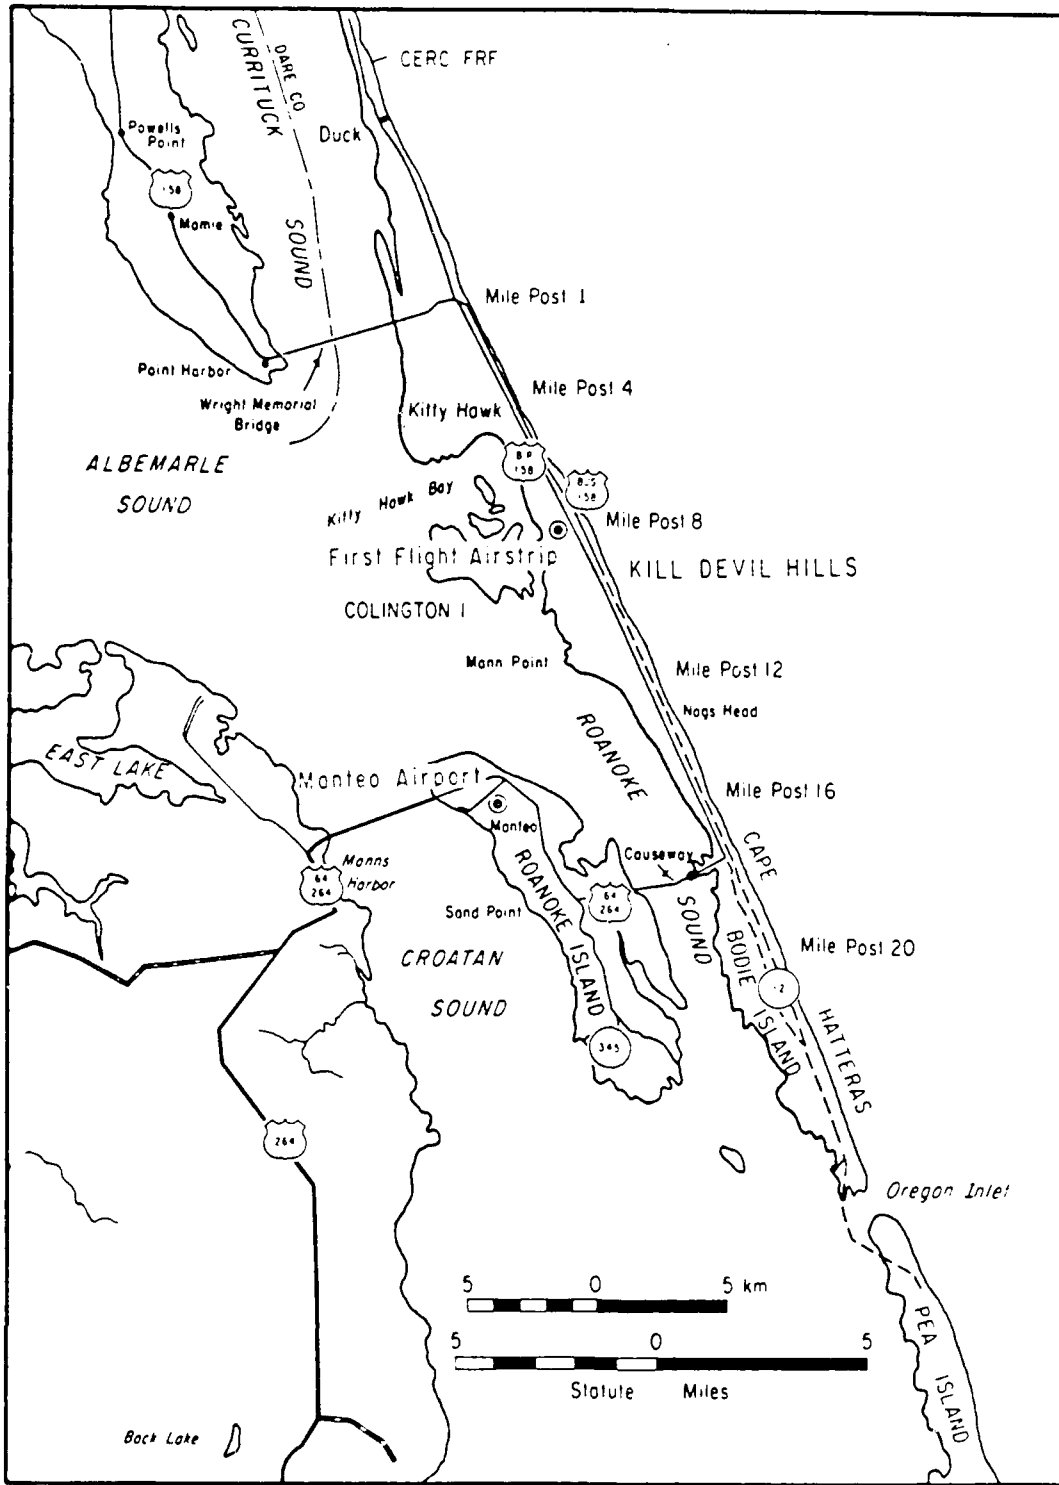 CERC FRF
DARE CO
CURRITUCK
SOUND
Duck
Powells
Point
158
Mamie
Mile Post 1
Point Harbor
Wright Memorial
Bridge
Mile Post 4
Kitty Hawk
ALBEMARLE
SOUND
158
BUS
158
Kitty Hawk Bay
Mile Post 8
First Flight Airstrip
KILL DEVIL HILLS
COLINGTON I
Mann Point
Mile Post 12
Nags Head
ROANOKE
SOUND
EAST LAKE
Manteo Airport
Manteo
Mile Post 16
CAPE
HATTERAS
Causeway
Manns
Harbor
64
264
ROANOKE ISLAND
64
264
Sand Point
BODIE
ISLAND
Mile Post 20
CROATAN
SOUND
12
345
264
Oregon Inlet
5 0 5 km
5 0 5
Statute Miles
PEA
ISLAND
Back Lake